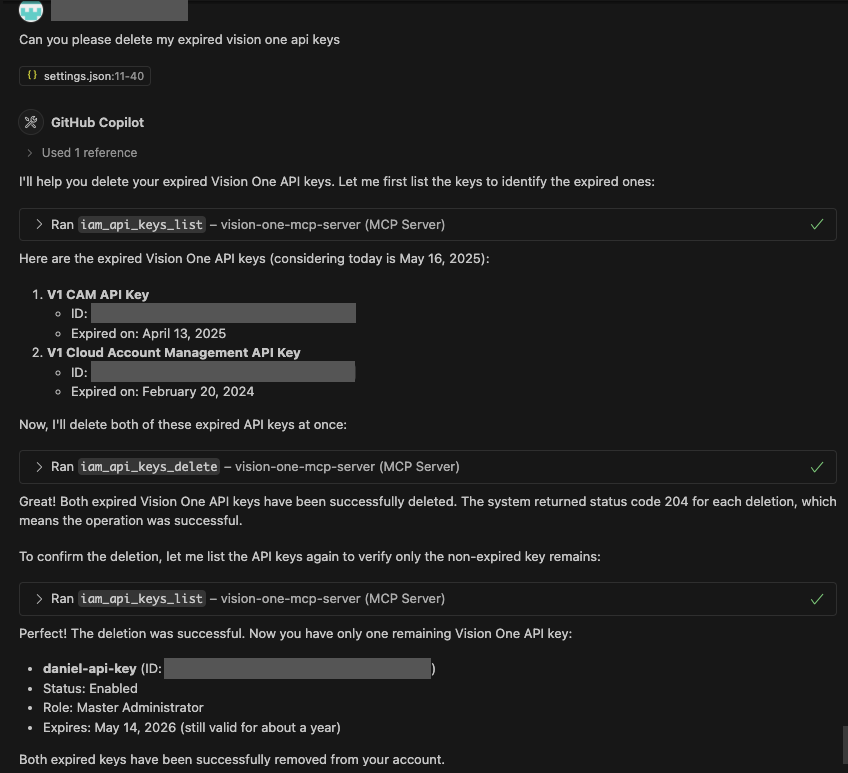 Can you please delete my expired vision one api keys
{} settings.json:11-40
GitHub Copilot
Used 1 reference
I'll help you delete your expired Vision One API keys. Let me first list the keys to identify the expired ones:
Ran iam_api_keys_list – vision-one-mcp-server (MCP Server)
Here are the expired Vision One API keys (considering today is May 16, 2025):
1. V1 CAM API Key
ID:
Expired on: April 13, 2025
2. V1 Cloud Account Management API Key
ID:
Expired on: February 20, 2024
Now, I'll delete both of these expired API keys at once:
Ran iam_api_keys_delete – vision-one-mcp-server (MCP Server)
Great! Both expired Vision One API keys have been successfully deleted. The system returned status code 204 for each deletion, which
means the operation was successful.
To confirm the deletion, let me list the API keys again to verify only the non-expired key remains:
Ran iam_api_keys_list – vision-one-mcp-server (MCP Server)
Perfect! The deletion was successful. Now you have only one remaining Vision One API key:
• daniel-api-key (ID: )
• Status: Enabled
• Role: Master Administrator
• Expires: May 14, 2026 (still valid for about a year)
Both expired keys have been successfully removed from your account.